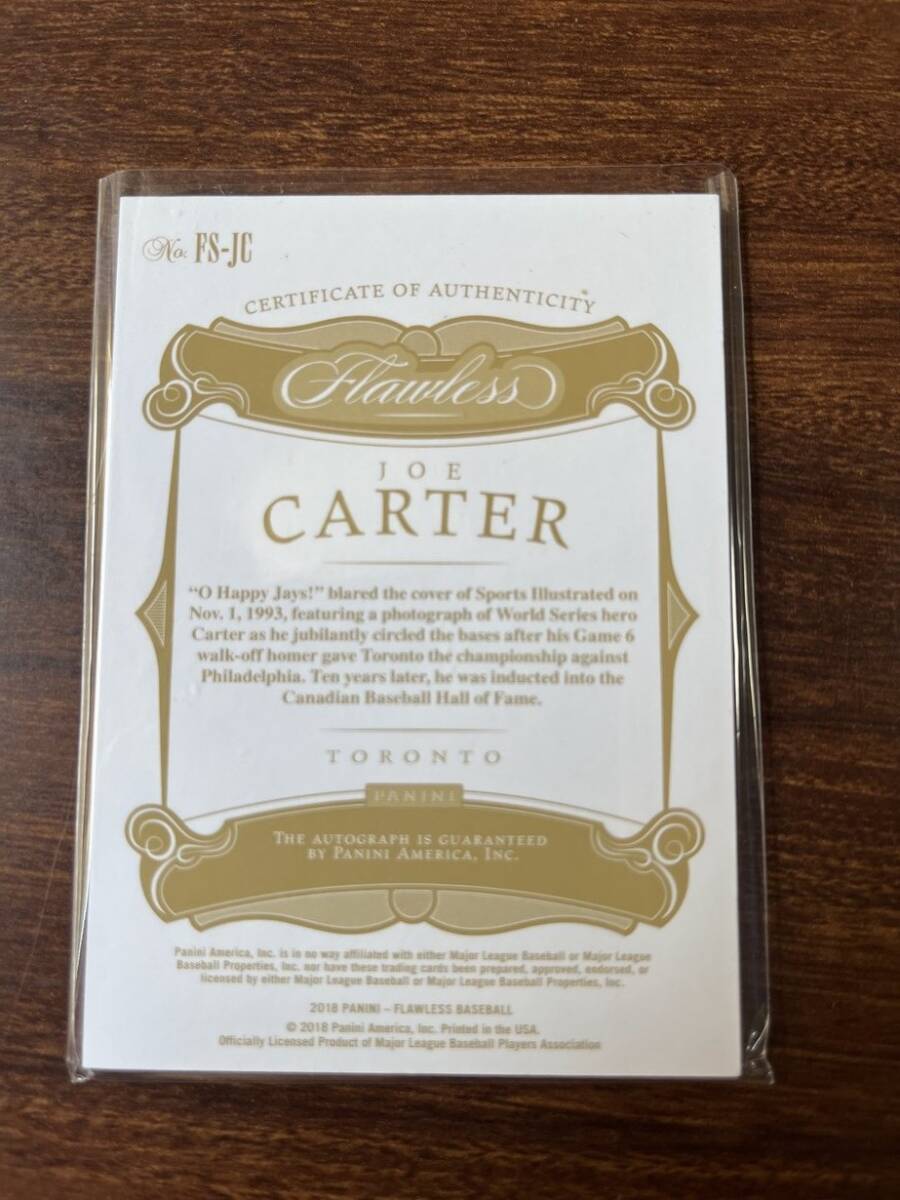 No. FS-JC
CERTIFICATE OF AUTHENTICITY
Flawless
JOE
CARTER
“O Happy Jays!” blared the cover of Sports Illustrated on
Nov. 1, 1993, featuring a photograph of World Series hero
Carter as he jubilantly circled the bases after his Game 6
walk-off homer gave Toronto the championship against
Philadelphia. Ten years later, he was inducted into the
Canadian Baseball Hall of Fame.
TORONTO
PANINI
THE AUTOGRAPH IS GUARANTEED
BY PANINI AMERICA, INC.
Panini America, Inc. is in no way affiliated with either Major League Baseball or Major League
Baseball Properties, Inc. nor have these trading cards been prepared, approved, endorsed, or
licensed by either Major League Baseball or Major League Baseball Properties, Inc.
2018 PANINI – FLAWLESS BASEBALL
© 2018 Panini America, Inc. Printed in the USA.
Officially Licensed Product of Major League Baseball Players Association